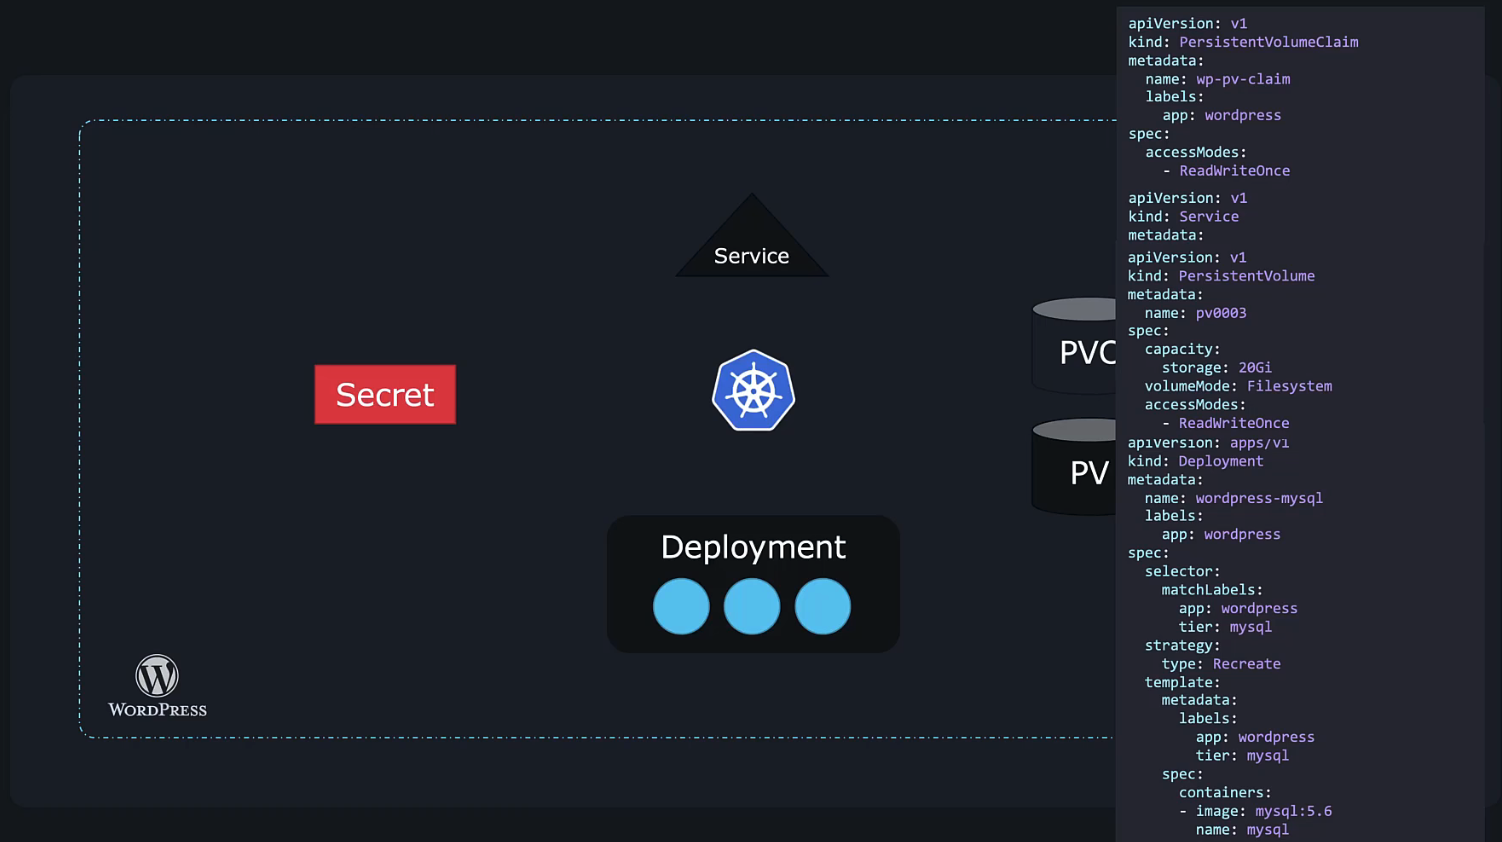 Service
Secret
PVC
PV
Deployment
WORDPRESS
apiVersion: v1
kind: PersistentVolumeClaim
metadata:
  name: wp-pv-claim
  labels:
    app: wordpress
spec:
  accessModes:
    - ReadWriteOnce
apiVersion: v1
kind: Service
metadata:
apiVersion: v1
kind: PersistentVolume
metadata:
  name: pv0003
spec:
  capacity:
    storage: 20Gi
  volumeMode: Filesystem
  accessModes:
    - ReadWriteOnce
apiVersion: apps/v1
kind: Deployment
metadata:
  name: wordpress-mysql
  labels:
    app: wordpress
spec:
  selector:
    matchLabels:
      app: wordpress
      tier: mysql
  strategy:
    type: Recreate
  template:
    metadata:
      labels:
        app: wordpress
        tier: mysql
    spec:
      containers:
      - image: mysql:5.6
        name: mysql